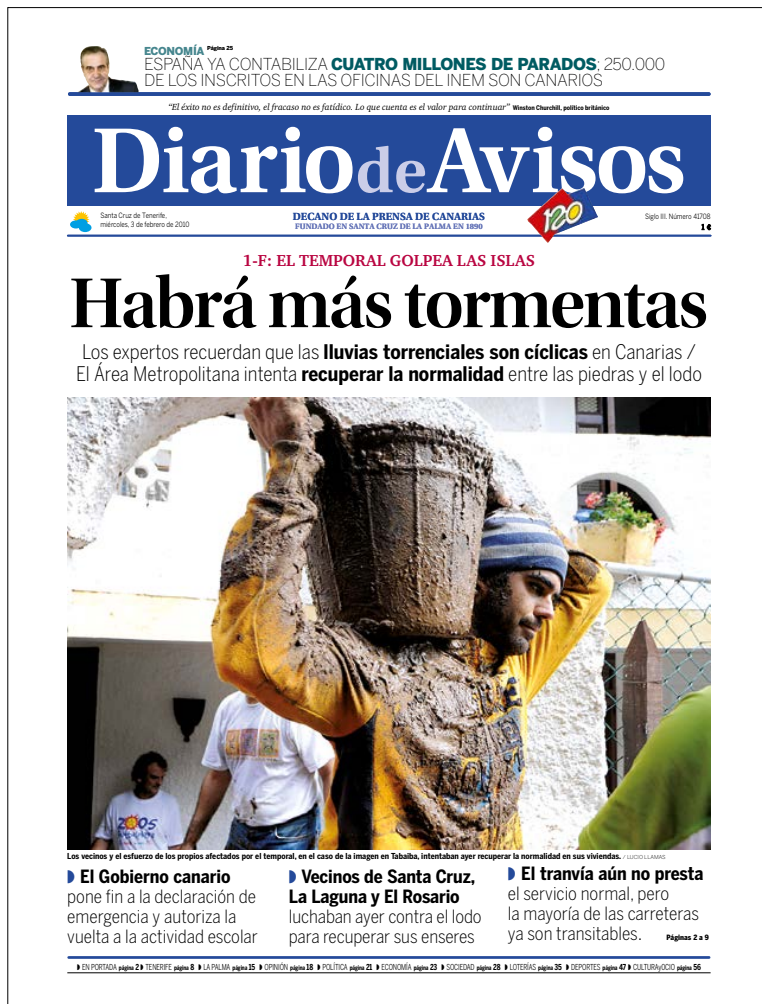 ECONOMÍA Página 25
ESPAÑA YA CONTABILIZA CUATRO MILLONES DE PARADOS; 250.000
DE LOS INSCRITOS EN LAS OFICINAS DEL INEM SON CANARIOS
“El éxito no es definitivo, el fracaso no es fatídico. Lo que cuenta es el valor para continuar” Winston Churchill, político británico
Diario de Avisos
Santa Cruz de Tenerife,
miércoles, 3 de febrero de 2010
DECANO DE LA PRENSA DE CANARIAS
FUNDADO EN SANTA CRUZ DE LA PALMA EN 1890
120
Siglo III. Número 41708
1 €
1-F: EL TEMPORAL GOLPEA LAS ISLAS
Habrá más tormentas
Los expertos recuerdan que las lluvias torrenciales son cíclicas en Canarias /
El Área Metropolitana intenta recuperar la normalidad entre las piedras y el lodo
2005
Los vecinos y el esfuerzo de los propios afectados por el temporal, en el caso de la imagen en Tabaiba, intentaban ayer recuperar la normalidad en sus viviendas. / LUCIO LLAMAS
El Gobierno canario
pone fin a la declaración de
emergencia y autoriza la
vuelta a la actividad escolar
Vecinos de Santa Cruz,
La Laguna y El Rosario
luchaban ayer contra el lodo
para recuperar sus enseres
El tranvía aún no presta
el servicio normal, pero
la mayoría de las carreteras
ya son transitables. Páginas 2 a 9
EN PORTADA página 2 TENERIFE página 8 LA PALMA página 15 OPINIÓN página 18 POLÍTICA página 21 ECONOMÍA página 23 SOCIEDAD página 28 LOTERÍAS página 35 DEPORTES página 47 CULTURAyOCIO página 56